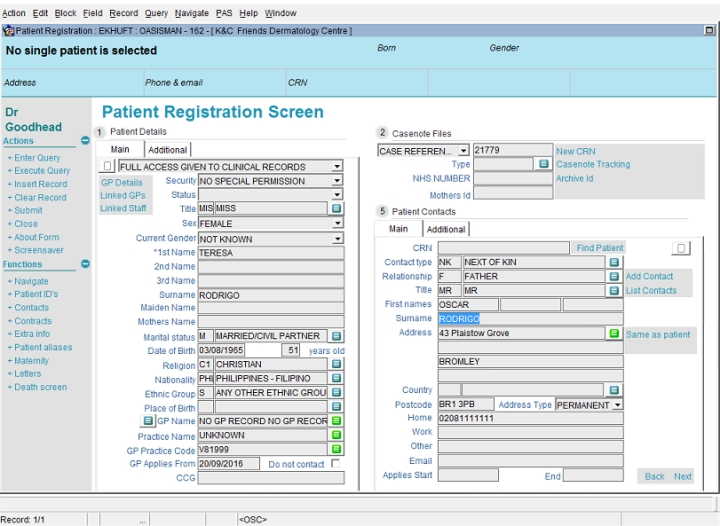 Action Edit Block Field Record Query Navigate PAS Help Window
Patient Registration : EKHUFT : OASISMAN - 162 - [ K&C Friends Dermatology Centre ]
No single patient is selected
Born
Gender
Address
Phone & email
CRN
Dr
Goodhead
Actions
+ Enter Query
+ Execute Query
+ Insert Record
+ Clear Record
+ Submit
+ Close
+ About Form
+ Screensaver
Functions
+ Navigate
+ Patient ID's
+ Contacts
+ Contracts
+ Extra info
+ Patient aliases
+ Maternity
+ Letters
+ Death screen
Patient Registration Screen
1 Patient Details
Main Additional
FULL ACCESS GIVEN TO CLINICAL RECORDS
GP Details
Linked GPs
Linked Staff
Security NO SPECIAL PERMISSION
Status
Title MIS MISS
Sex FEMALE
Current Gender NOT KNOWN
*1st Name TERESA
2nd Name
3rd Name
Surname RODRIGO
Maiden Name
Mothers Name
Marital status M MARRIED/CIVIL PARTNER
Date of Birth 03/08/1965 51 years old
Religion C1 CHRISTIAN
Nationality PHI PHILIPPINES - FILIPINO
Ethnic Group S ANY OTHER ETHNIC GROU
Place of Birth
GP Name NO GP RECORD NO GP RECOR
Practice Name UNKNOWN
GP Practice Code V81999
GP Applies From 20/09/2016 Do not contact
CCG
2 Casenote Files
CASE REFEREN... 21779 New CRN
Type Casenote Tracking
NHS NUMBER Archive Id
Mothers Id
5 Patient Contacts
Main Additional
CRN Find Patient
Contact type NK NEXT OF KIN
Relationship F FATHER Add Contact
Title MR MR List Contacts
First names OSCAR
Surname RODRIGO
Address 43 Plaistow Grove Same as patient
BROMLEY
Country
Postcode BR1 3PB Address Type PERMANENT
Home 02081111111
Work
Other
Email
Applies Start End Back Next
Record: 1/1 ... <OSC>